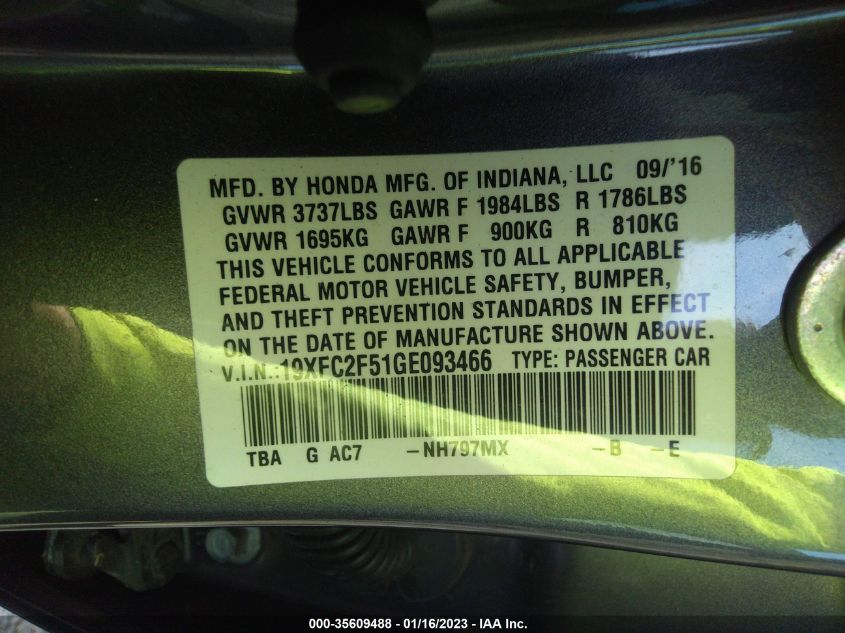 MFD. BY HONDA MFG. OF INDIANA, LLC 09/'16
GVWR 3737LBS GAWR F 1984LBS R 1786LBS
GVWR 1695KG GAWR F 900KG R 810KG
THIS VEHICLE CONFORMS TO ALL APPLICABLE
FEDERAL MOTOR VEHICLE SAFETY, BUMPER,
AND THEFT PREVENTION STANDARDS IN EFFECT
ON THE DATE OF MANUFACTURE SHOWN ABOVE.
V.I.N.:19XFC2F51GE093466 TYPE: PASSENGER CAR
TBA G AC7 -NH797MX -B -E
000-35609488 - 01/16/2023 - IAA Inc.